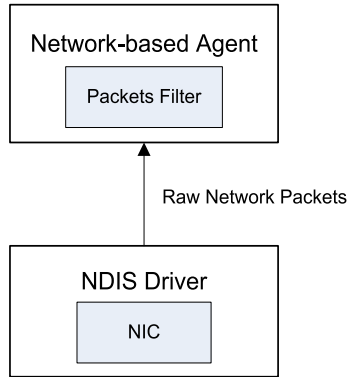 Network-based Agent
Packets Filter
Raw Network Packets
NDIS Driver
NIC